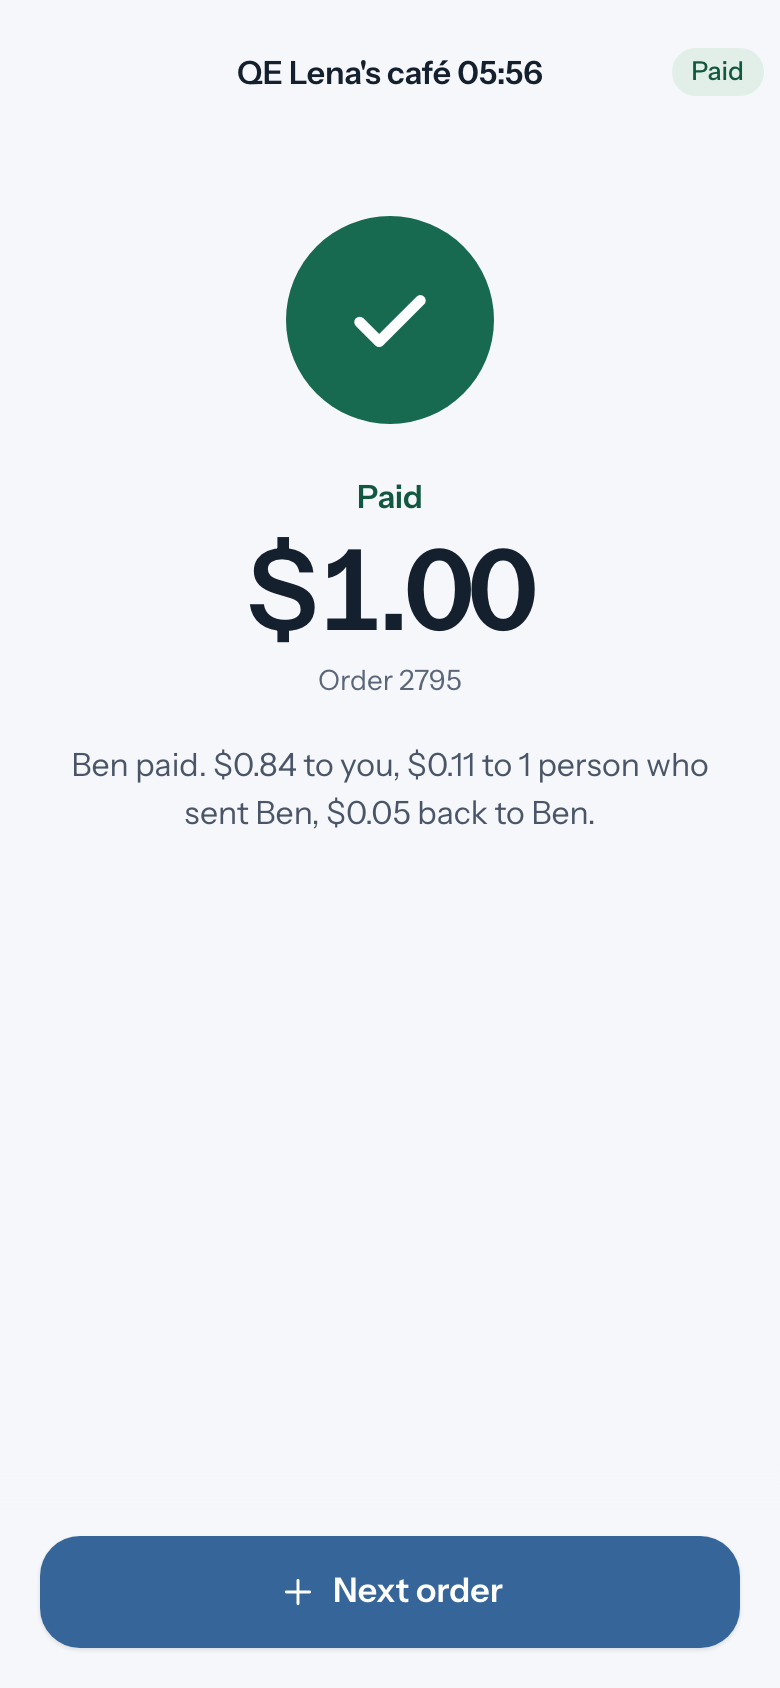 QE Lena's café 05:56
Paid
Paid
$1.00
Order 2795
Ben paid. $0.84 to you, $0.11 to 1 person who
sent Ben, $0.05 back to Ben.
+ Next order